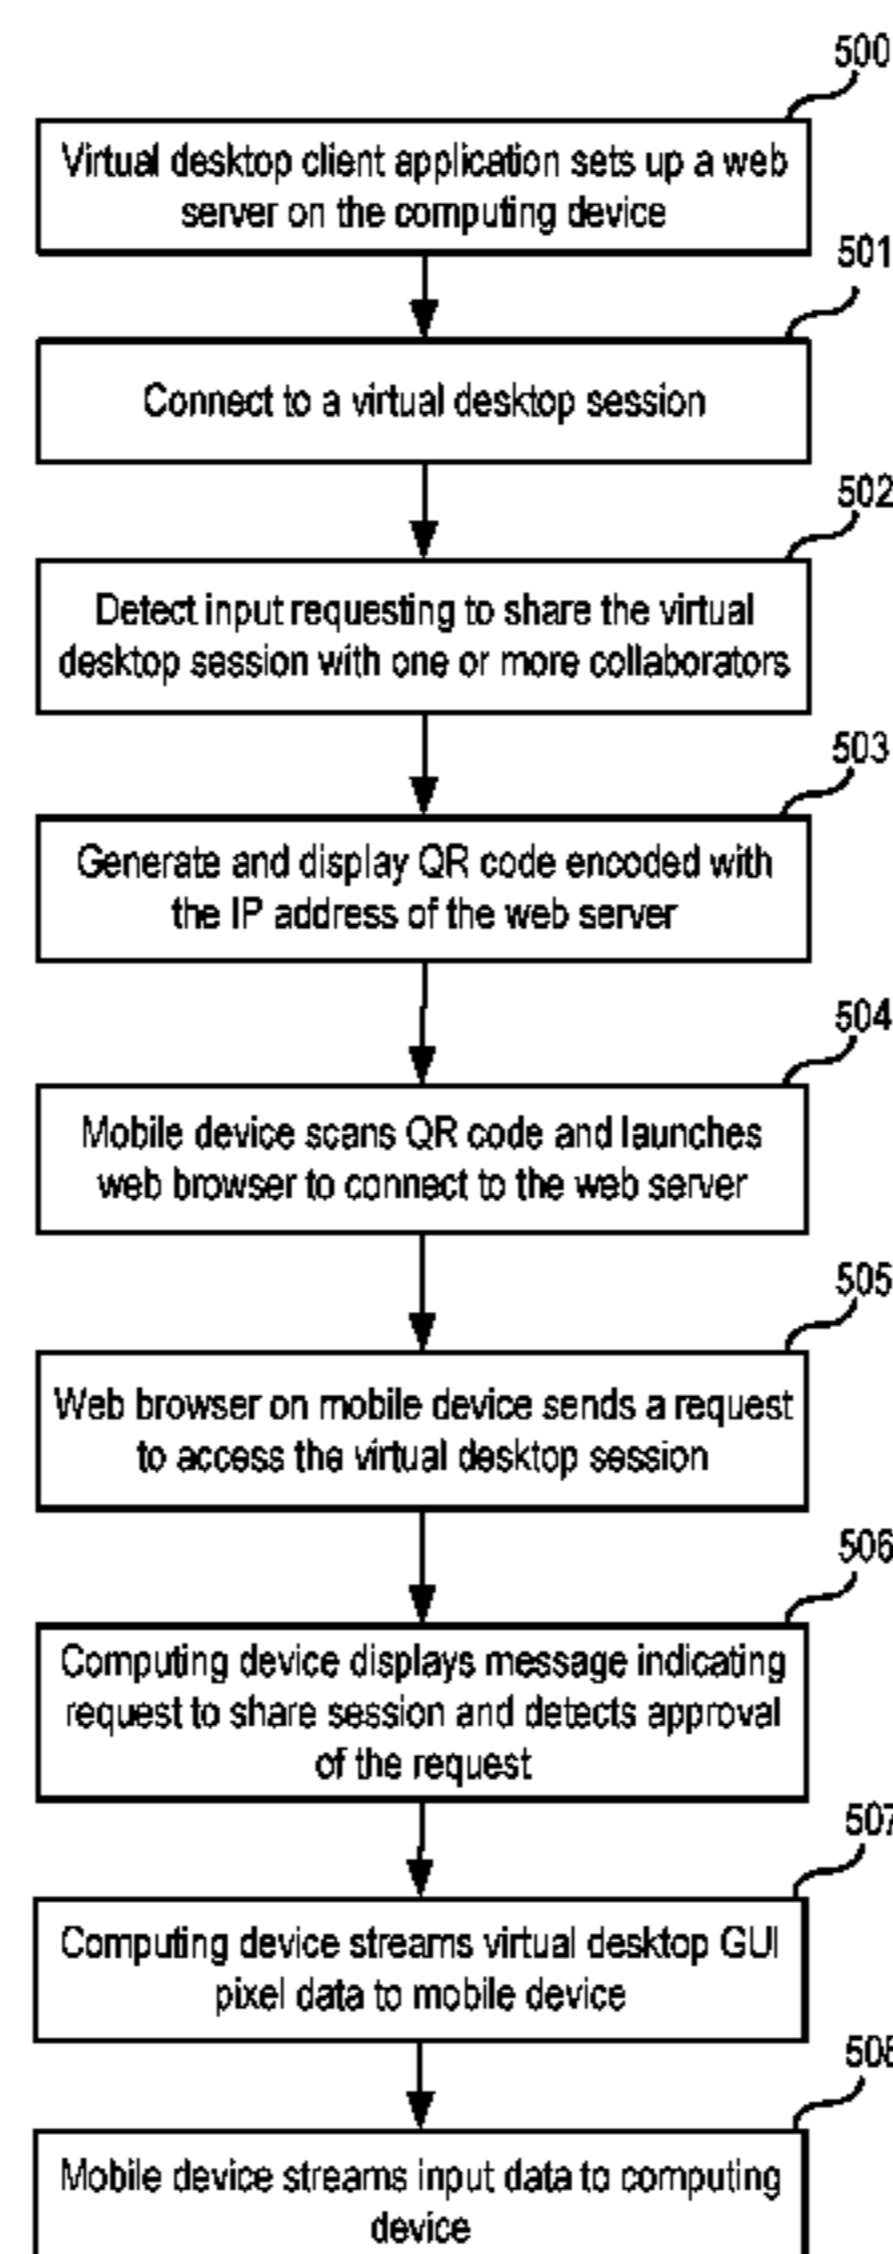 500
Virtual desktop client application sets up a web
server on the computing device
501
Connect to a virtual desktop session
502
Detect input requesting to share the virtual
desktop session with one or more collaborators
503
Generate and display QR code encoded with
the IP address of the web server
504
Mobile device scans QR code and launches
web browser to connect to the web server
505
Web browser on mobile device sends a request
to access the virtual desktop session
506
Computing device displays message indicating
request to share session and detects approval
of the request
507
Computing device streams virtual desktop GUI
pixel data to mobile device
508
Mobile device streams input data to computing
device